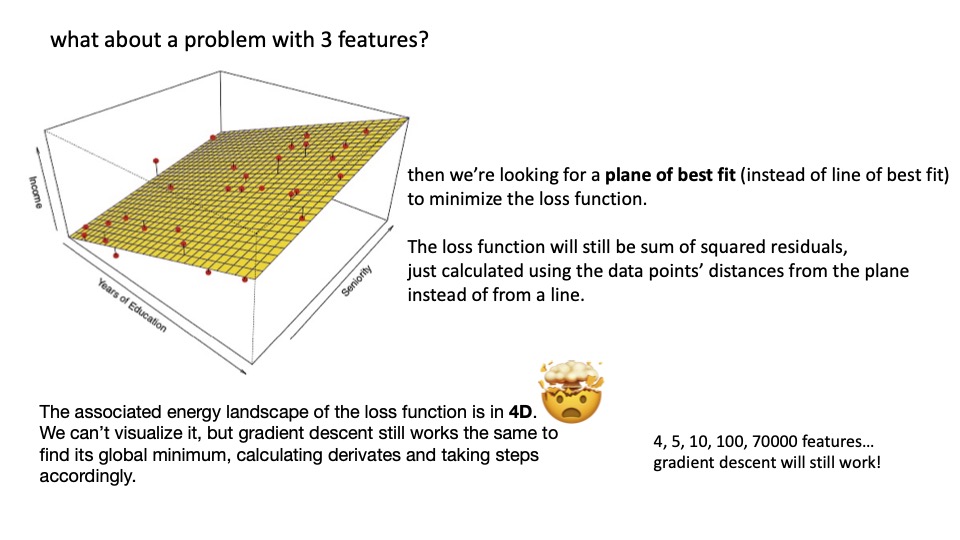 what about a problem with 3 features?
Income
Years of Education
Seniority
then we’re looking for a plane of best fit (instead of line of best fit)
to minimize the loss function.
The loss function will still be sum of squared residuals,
just calculated using the data points’ distances from the plane
instead of from a line.
The associated energy landscape of the loss function is in 4D.
We can’t visualize it, but gradient descent still works the same to
find its global minimum, calculating derivates and taking steps
accordingly.
4, 5, 10, 100, 70000 features…
gradient descent will still work!